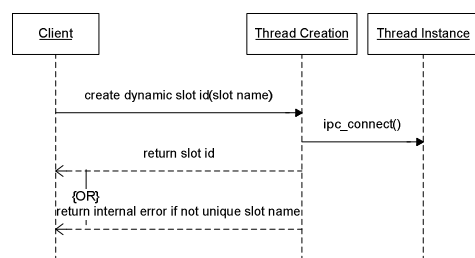 Client
Thread Creation
Thread Instance
create dynamic slot id(slot name)
ipc_connect()
return slot id
{OR}
return internal error if not unique slot name